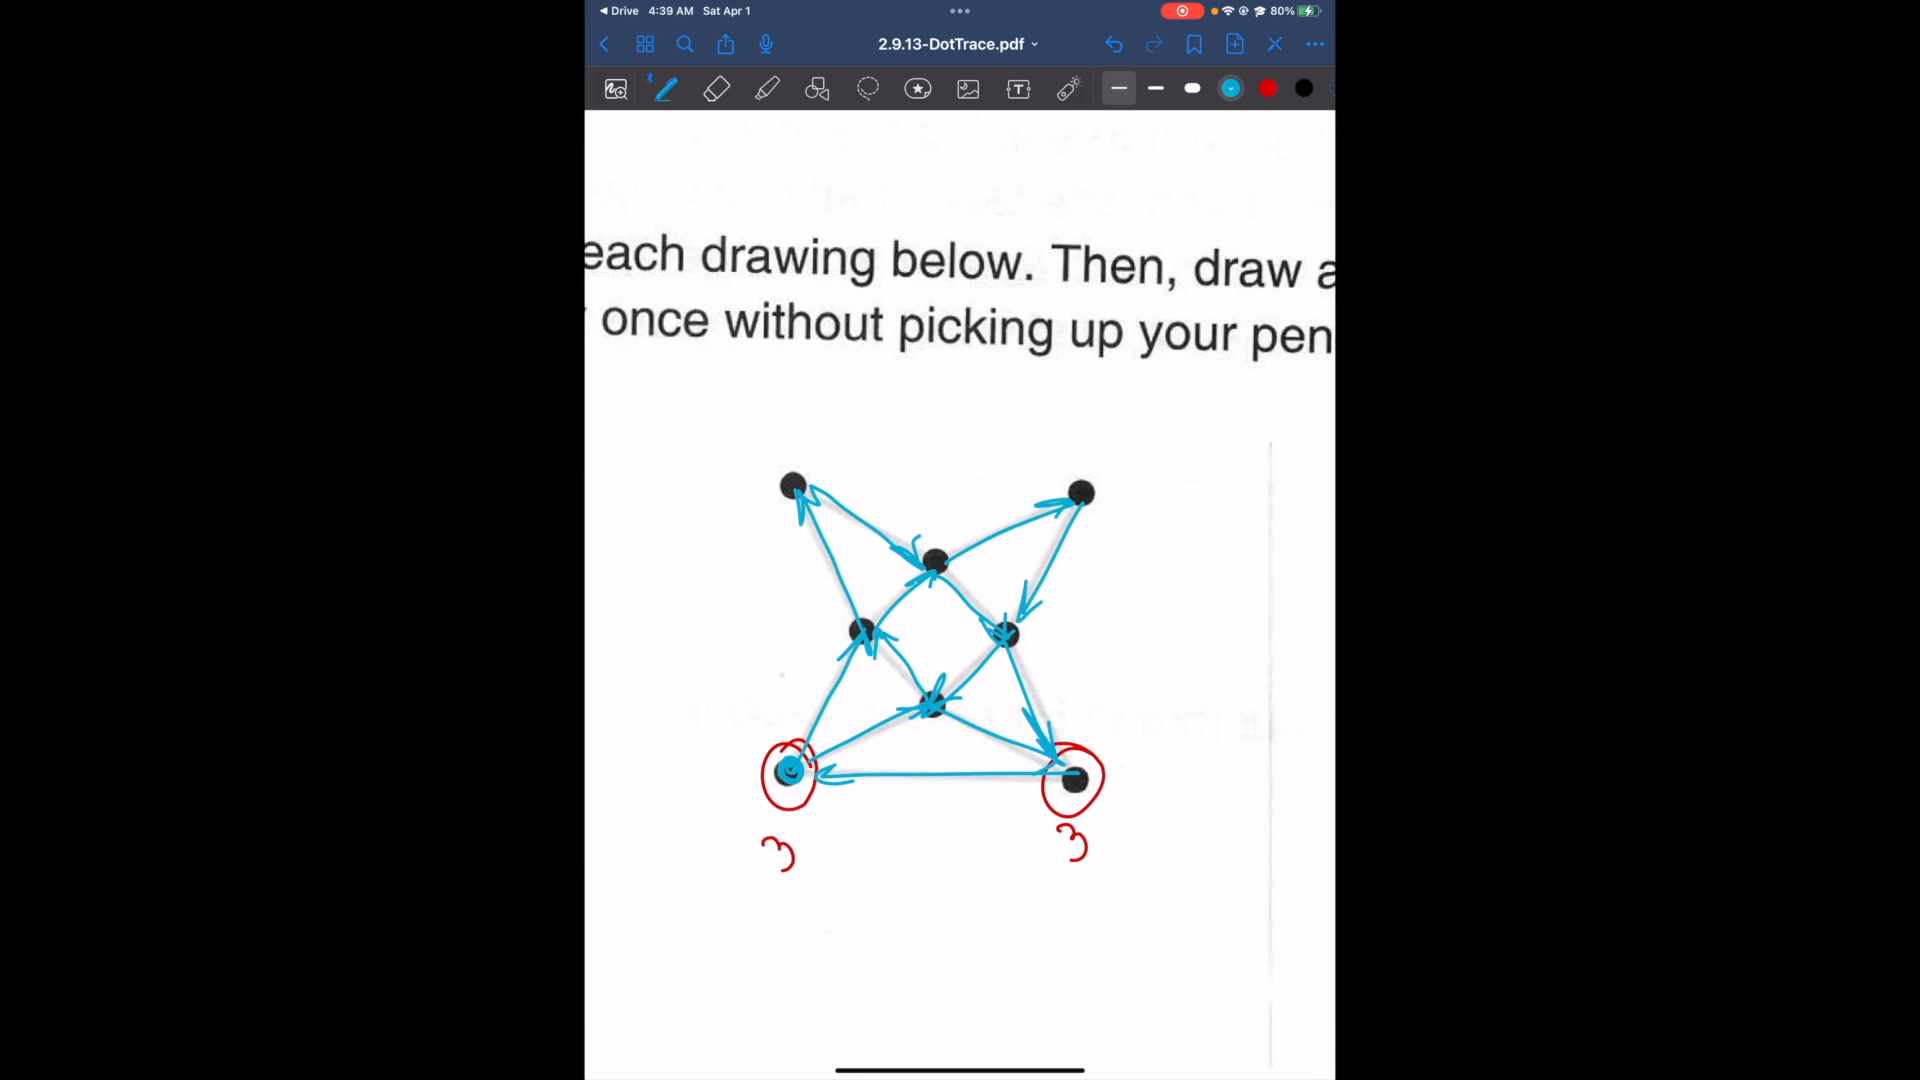 Drive 4:39 AM Sat Apr 1
80%
2.9.13-DotTrace.pdf
T
each drawing below. Then, draw a
once without picking up your pen
3
3